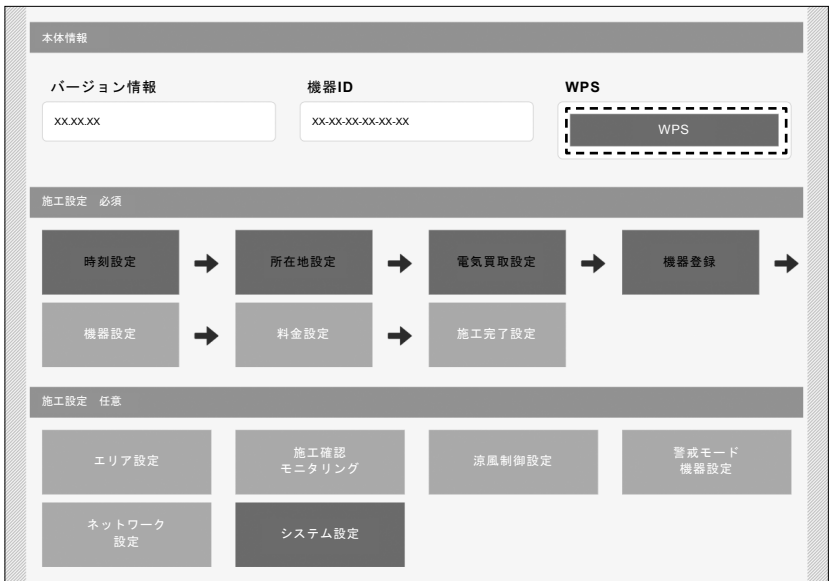 本体情報
バージョン情報 機器ID WPS
XX.XX.XX XX-XX-XX-XX-XX-XX WPS
施工設定 必須
時刻設定 所在地設定 電気買取設定 機器登録
機器設定 料金設定 施工完了設定
施工設定 任意
エリア設定
施工確認
モニタリング
涼風制御設定
警戒モード
機器設定
ネットワーク
設定
システム設定